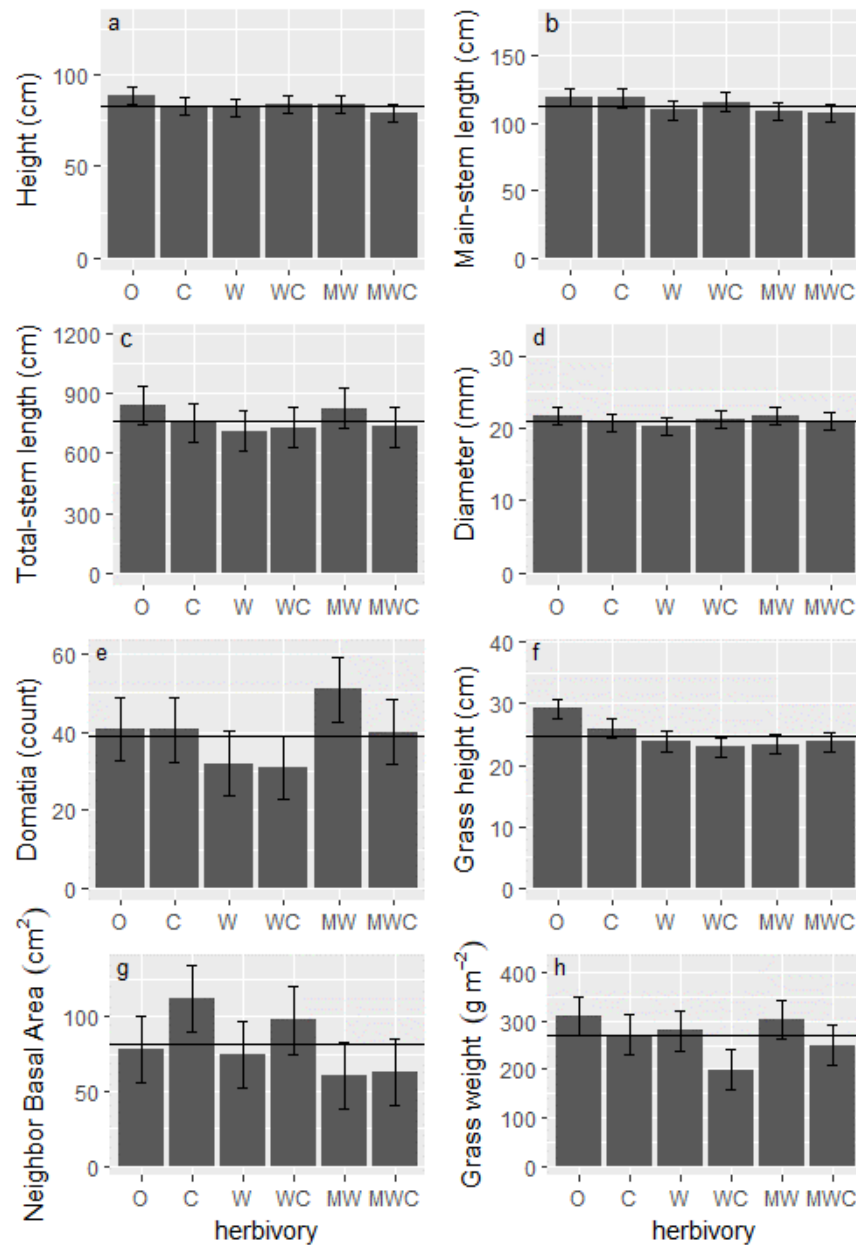 a
Height (cm)
100
50
0
O C W WC MW MWC
b
Main-stem length (cm)
150
100
50
0
O C W WC MW MWC
c
Total-stem length (cm)
1200
900
600
300
0
O C W WC MW MWC
d
Diameter (mm)
30
20
10
0
O C W WC MW MWC
e
Domatia (count)
60
40
20
0
O C W WC MW MWC
f
Grass height (cm)
40
30
20
10
0
O C W WC MW MWC
g
Neighbor Basal Area (cm²)
100
50
0
O C W WC MW MWC
herbivory
h
Grass weight (g m⁻²)
400
300
200
100
0
O C W WC MW MWC
herbivory